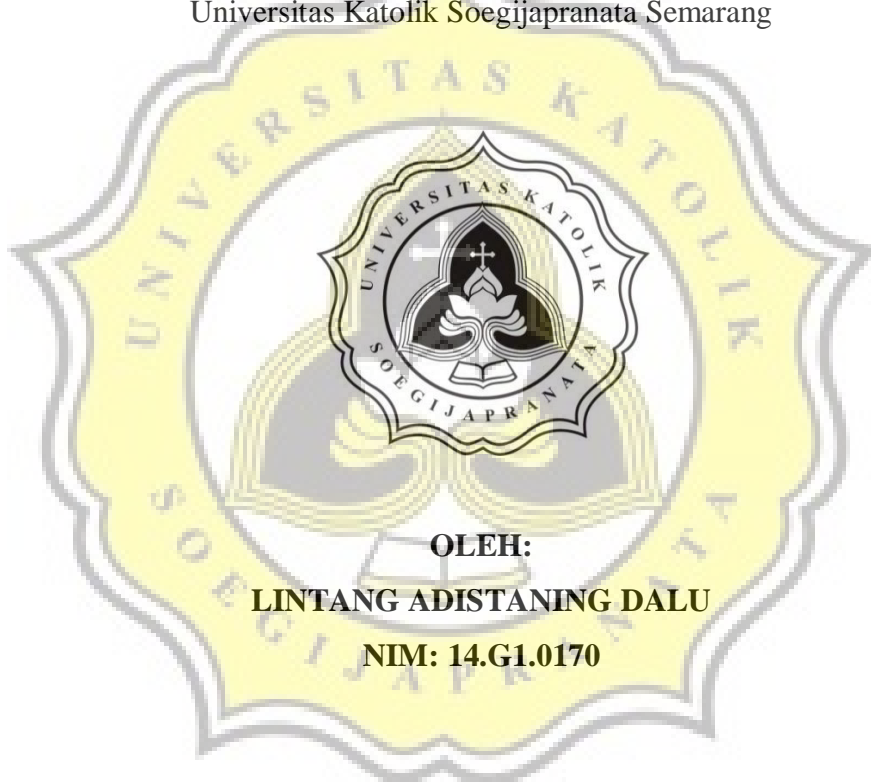 Universitas Katolik Soegijapranata Semarang
UNIVERSITAS KATOLIK
SOEGIJAPRANATA
UNIVERSITAS KATOLIK
SOEGIJAPRANATA
OLEH:
LINTANG ADISTANING DALU
NIM: 14.G1.0170